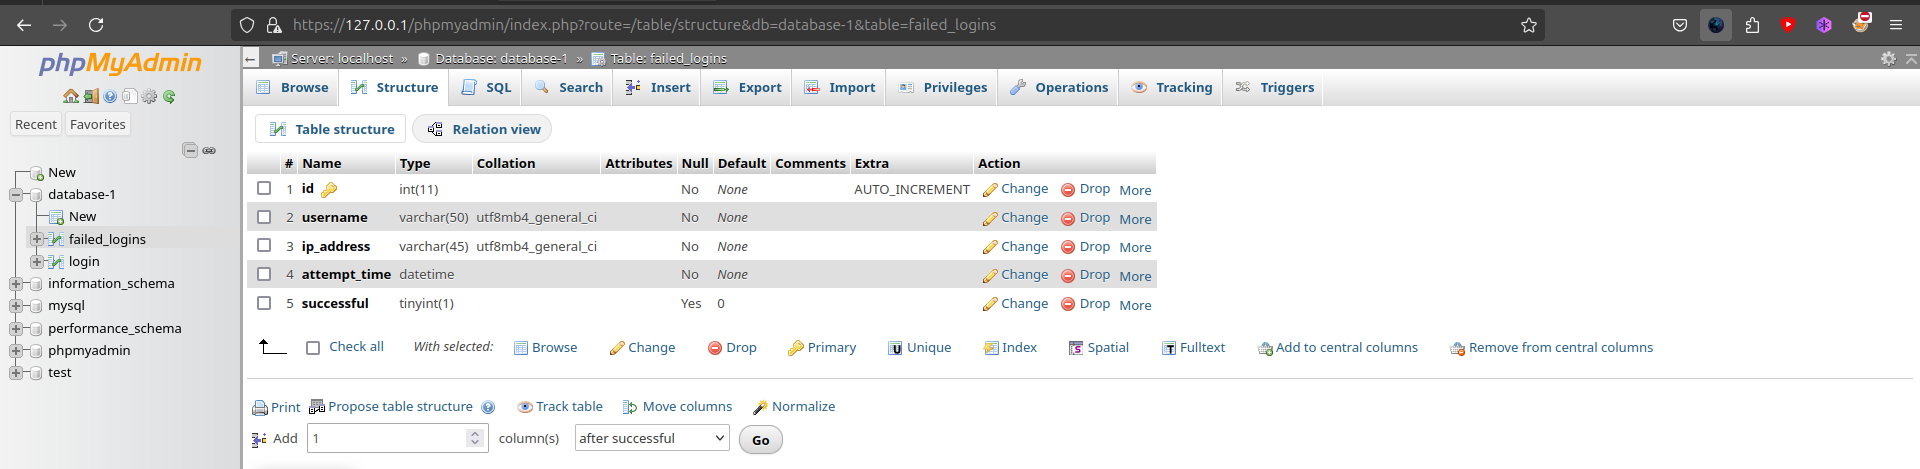 https://127.0.0.1/phpmyadmin/index.php?route=/table/structure&db=database-1&table=failed_logins
phpMyAdmin
Recent Favorites
New
database-1
New
failed_logins
login
information_schema
mysql
performance_schema
phpmyadmin
test
Server: localhost » Database: database-1 » Table: failed_logins
Browse Structure SQL Search Insert Export Import Privileges Operations Tracking Triggers
Table structure Relation view
# Name Type Collation Attributes Null Default Comments Extra Action
1 id int(11) No None AUTO_INCREMENT Change Drop More
2 username varchar(50) utf8mb4_general_ci No None Change Drop More
3 ip_address varchar(45) utf8mb4_general_ci No None Change Drop More
4 attempt_time datetime No None Change Drop More
5 successful tinyint(1) Yes 0 Change Drop More
Check all With selected: Browse Change Drop Primary Unique Index Spatial Fulltext Add to central columns Remove from central columns
Print Propose table structure Track table Move columns Normalize
Add 1 column(s) after successful Go